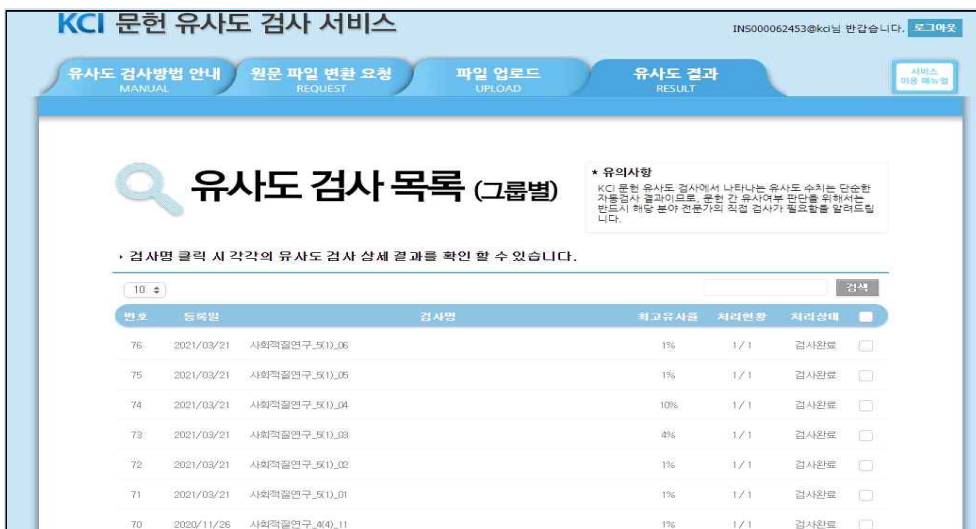 KCI 문헌 유사도 검사 서비스
INS000062453@kci님 반갑습니다. 로그아웃
유사도 검사방법 안내 원문 파일 변환 요청 파일 업로드 유사도 결과
MANUAL REQUEST UPLOAD RESULT
서비스
이용 매뉴얼
유사도 검사 목록 (그룹별)
* 유의사항
KCI 문헌 유사도 검사에서 나타나는 유사도 수치는 단순한
자동검사 결과이므로, 문헌 간 유사여부 판단을 위해서는
반드시 해당 분야 전문가의 직접 검사가 필요함을 알려드립
니다.
검사명 클릭 시 각각의 유사도 검사 상세 결과를 확인 할 수 있습니다.
10 검색
번호 등록일 검사명 최고유사율 처리현황 처리상태
76 2021/03/21 사회적질연구_5(1)_06 1% 1 / 1 검사완료
75 2021/03/21 사회적질연구_5(1)_05 1% 1 / 1 검사완료
74 2021/03/21 사회적질연구_5(1)_04 10% 1 / 1 검사완료
73 2021/03/21 사회적질연구_5(1)_03 4% 1 / 1 검사완료
72 2021/03/21 사회적질연구_5(1)_02 1% 1 / 1 검사완료
71 2021/03/21 사회적질연구_5(1)_01 1% 1 / 1 검사완료
70 2020/11/26 사회적질연구_4(4)_11 1% 1 / 1 검사완료